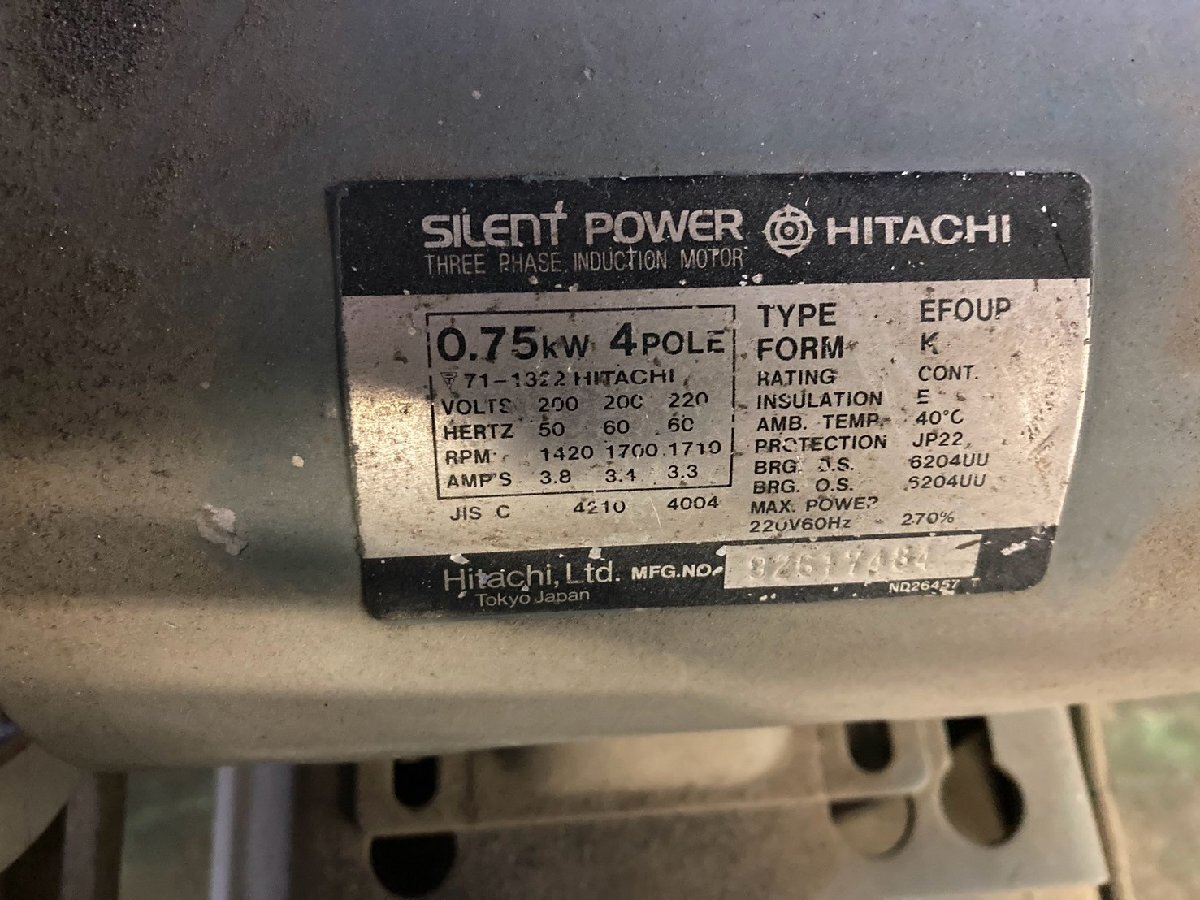 SILENT POWER HITACHI
THREE PHASE INDUCTION MOTOR
0.75kW 4POLE
71-1322 HITACHI
VOLTS 200 200 220
HERTZ 50 60 60
RPM 1420 1700 1710
AMP'S 3.8 3.4 3.3
JIS C 4210 4004
TYPE EFOUP
FORM K
RATING CONT.
INSULATION E
AMB. TEMP. 40°C
PROTECTION JP22
BRG. 6204UU
BRG. O.S. 6204UU
MAX. POWER
220V60Hz 270%
Hitachi, Ltd. MFG.NO.
Tokyo Japan